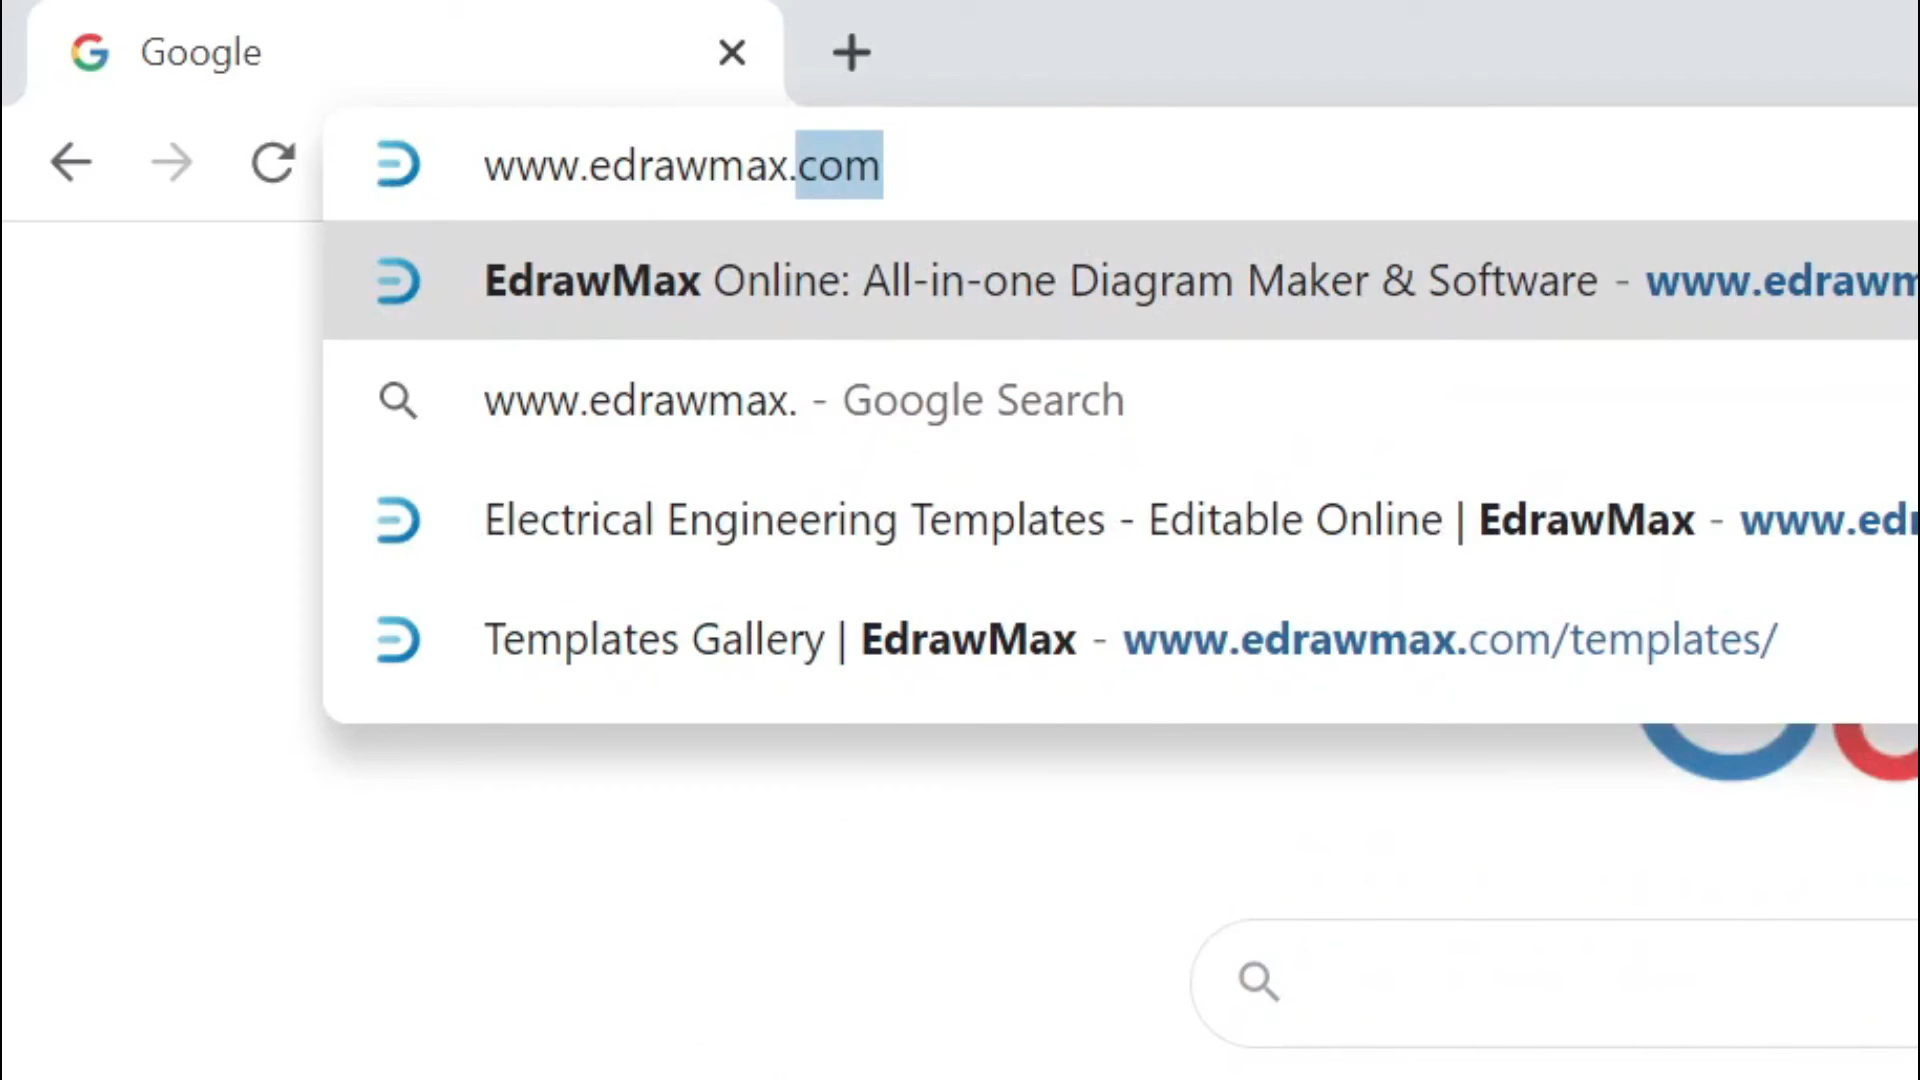 Google
www.edrawmax.com
EdrawMax Online: All-in-one Diagram Maker & Software - www.edrawm
www.edrawmax. - Google Search
Electrical Engineering Templates - Editable Online | EdrawMax - www.edr
Templates Gallery | EdrawMax - www.edrawmax.com/templates/